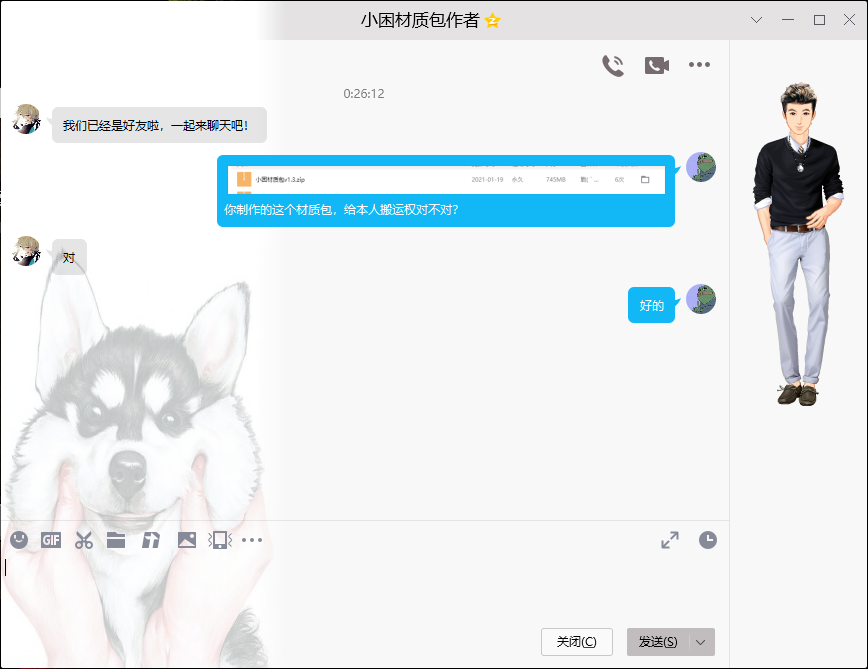 小困材质包作者
0:26:12
我们已经是好友啦，一起来聊天吧！
小困材质包v1.3.zip 2021-01-19 永久 745MB 6次
你制作的这个材质包，给本人搬运权对不对？
对
好的
GIF
关闭(C) 发送(S)